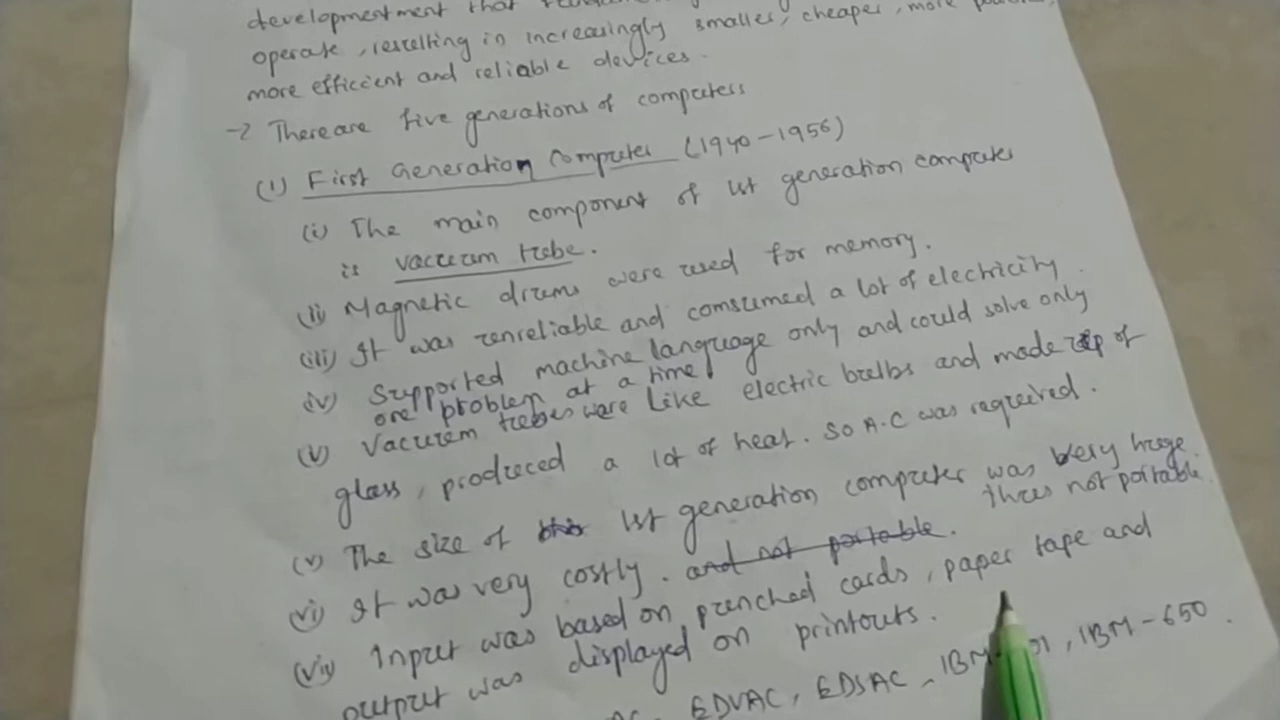 developmentment that
operate, resulting in increasingly smaller, cheaper, more
more efficient and reliable devices.
→ There are five generations of computers
(1) First Generation Computer (1940-1956)
(i) The main component of 1st generation computer
is vacuum tube.
(ii) Magnetic drums were used for memory.
(iii) It was unreliable and comsumed a lot of electricity.
(iv) Supported machine language only and could solve only
one problem at a time.
(v) Vacuum tubes were like electric bulbs and made up of
glass, produced a lot of heat. So A.C was required.
(v) The size of this 1st generation computer was very huge.
thus not portable.
(vi) It was very costly. and not portable.
(vii) Input was based on punched cards, paper tape and
output was displayed on printouts.
EDVAC, EDSAC, IBM-650.